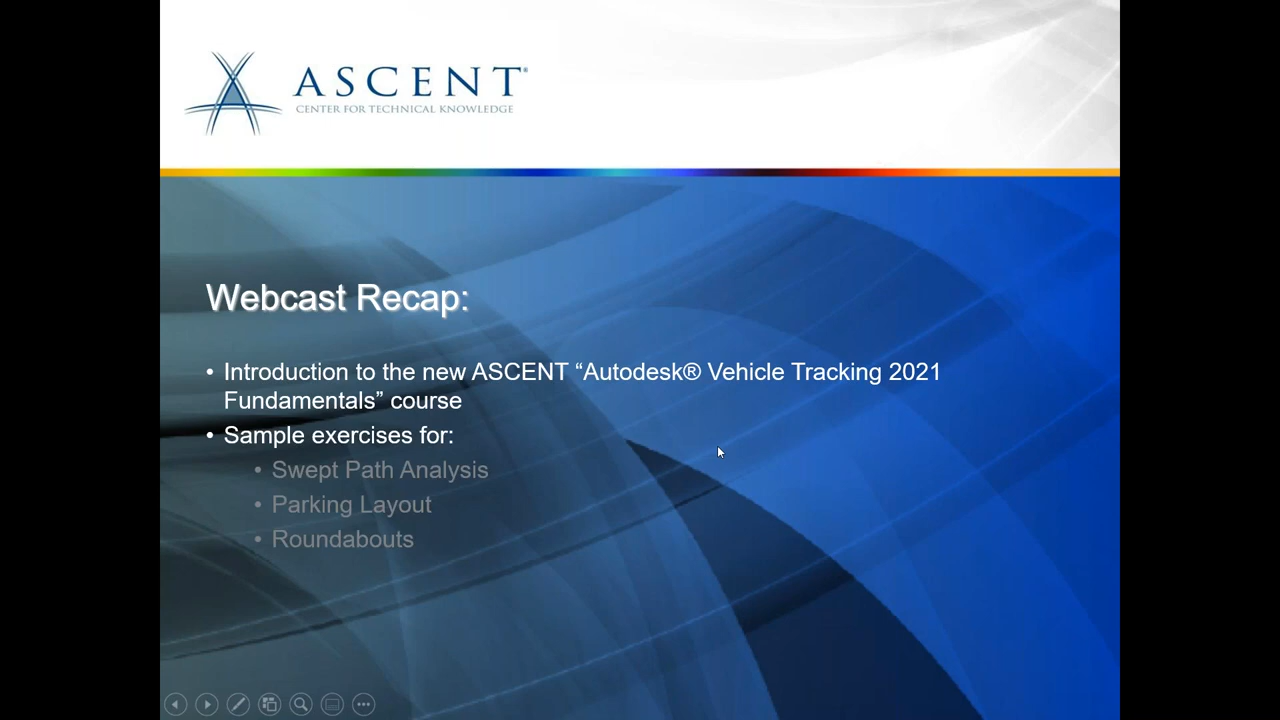 ASCENT®
CENTER FOR TECHNICAL KNOWLEDGE
Webcast Recap:
• Introduction to the new ASCENT “Autodesk® Vehicle Tracking 2021
Fundamentals” course
• Sample exercises for:
• Swept Path Analysis
• Parking Layout
• Roundabouts